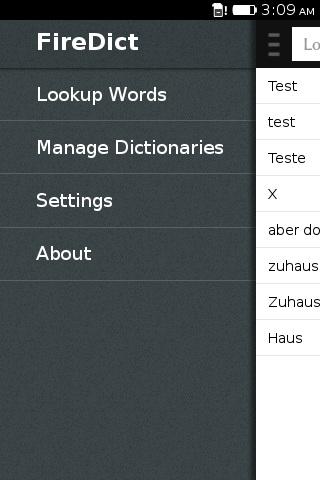 3:09 AM
FireDict
Lookup Words
Manage Dictionaries
Settings
About
Lo
Test
test
Teste
X
aber do
zuhaus
Zuhaus
Haus